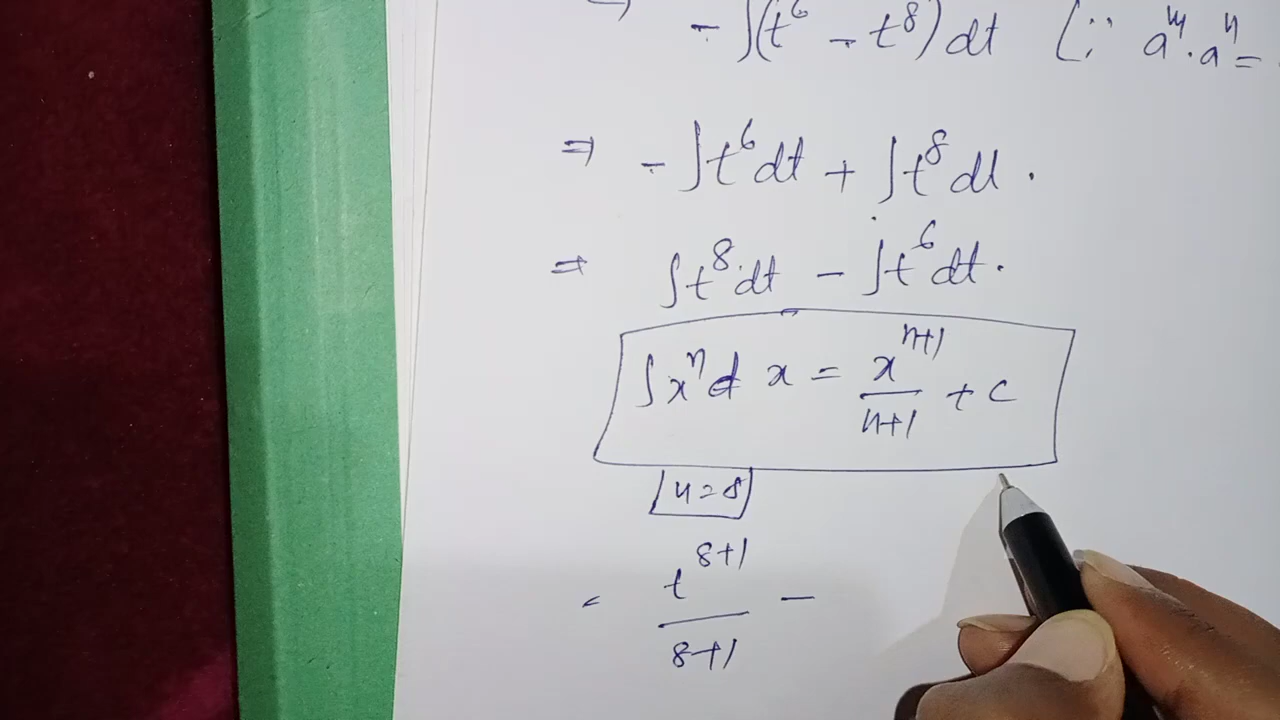 ⇒ - ∫(t⁶ - t⁸) dt [∵ aᵐ·aⁿ =
⇒ - ∫t⁶ dt + ∫t⁸ dt .
⇒ ∫t⁸ dt - ∫t⁶ dt .
∫xⁿ d x = xⁿ⁺¹/n+1 + c
n = 8
= t⁸⁺¹/8+1 -